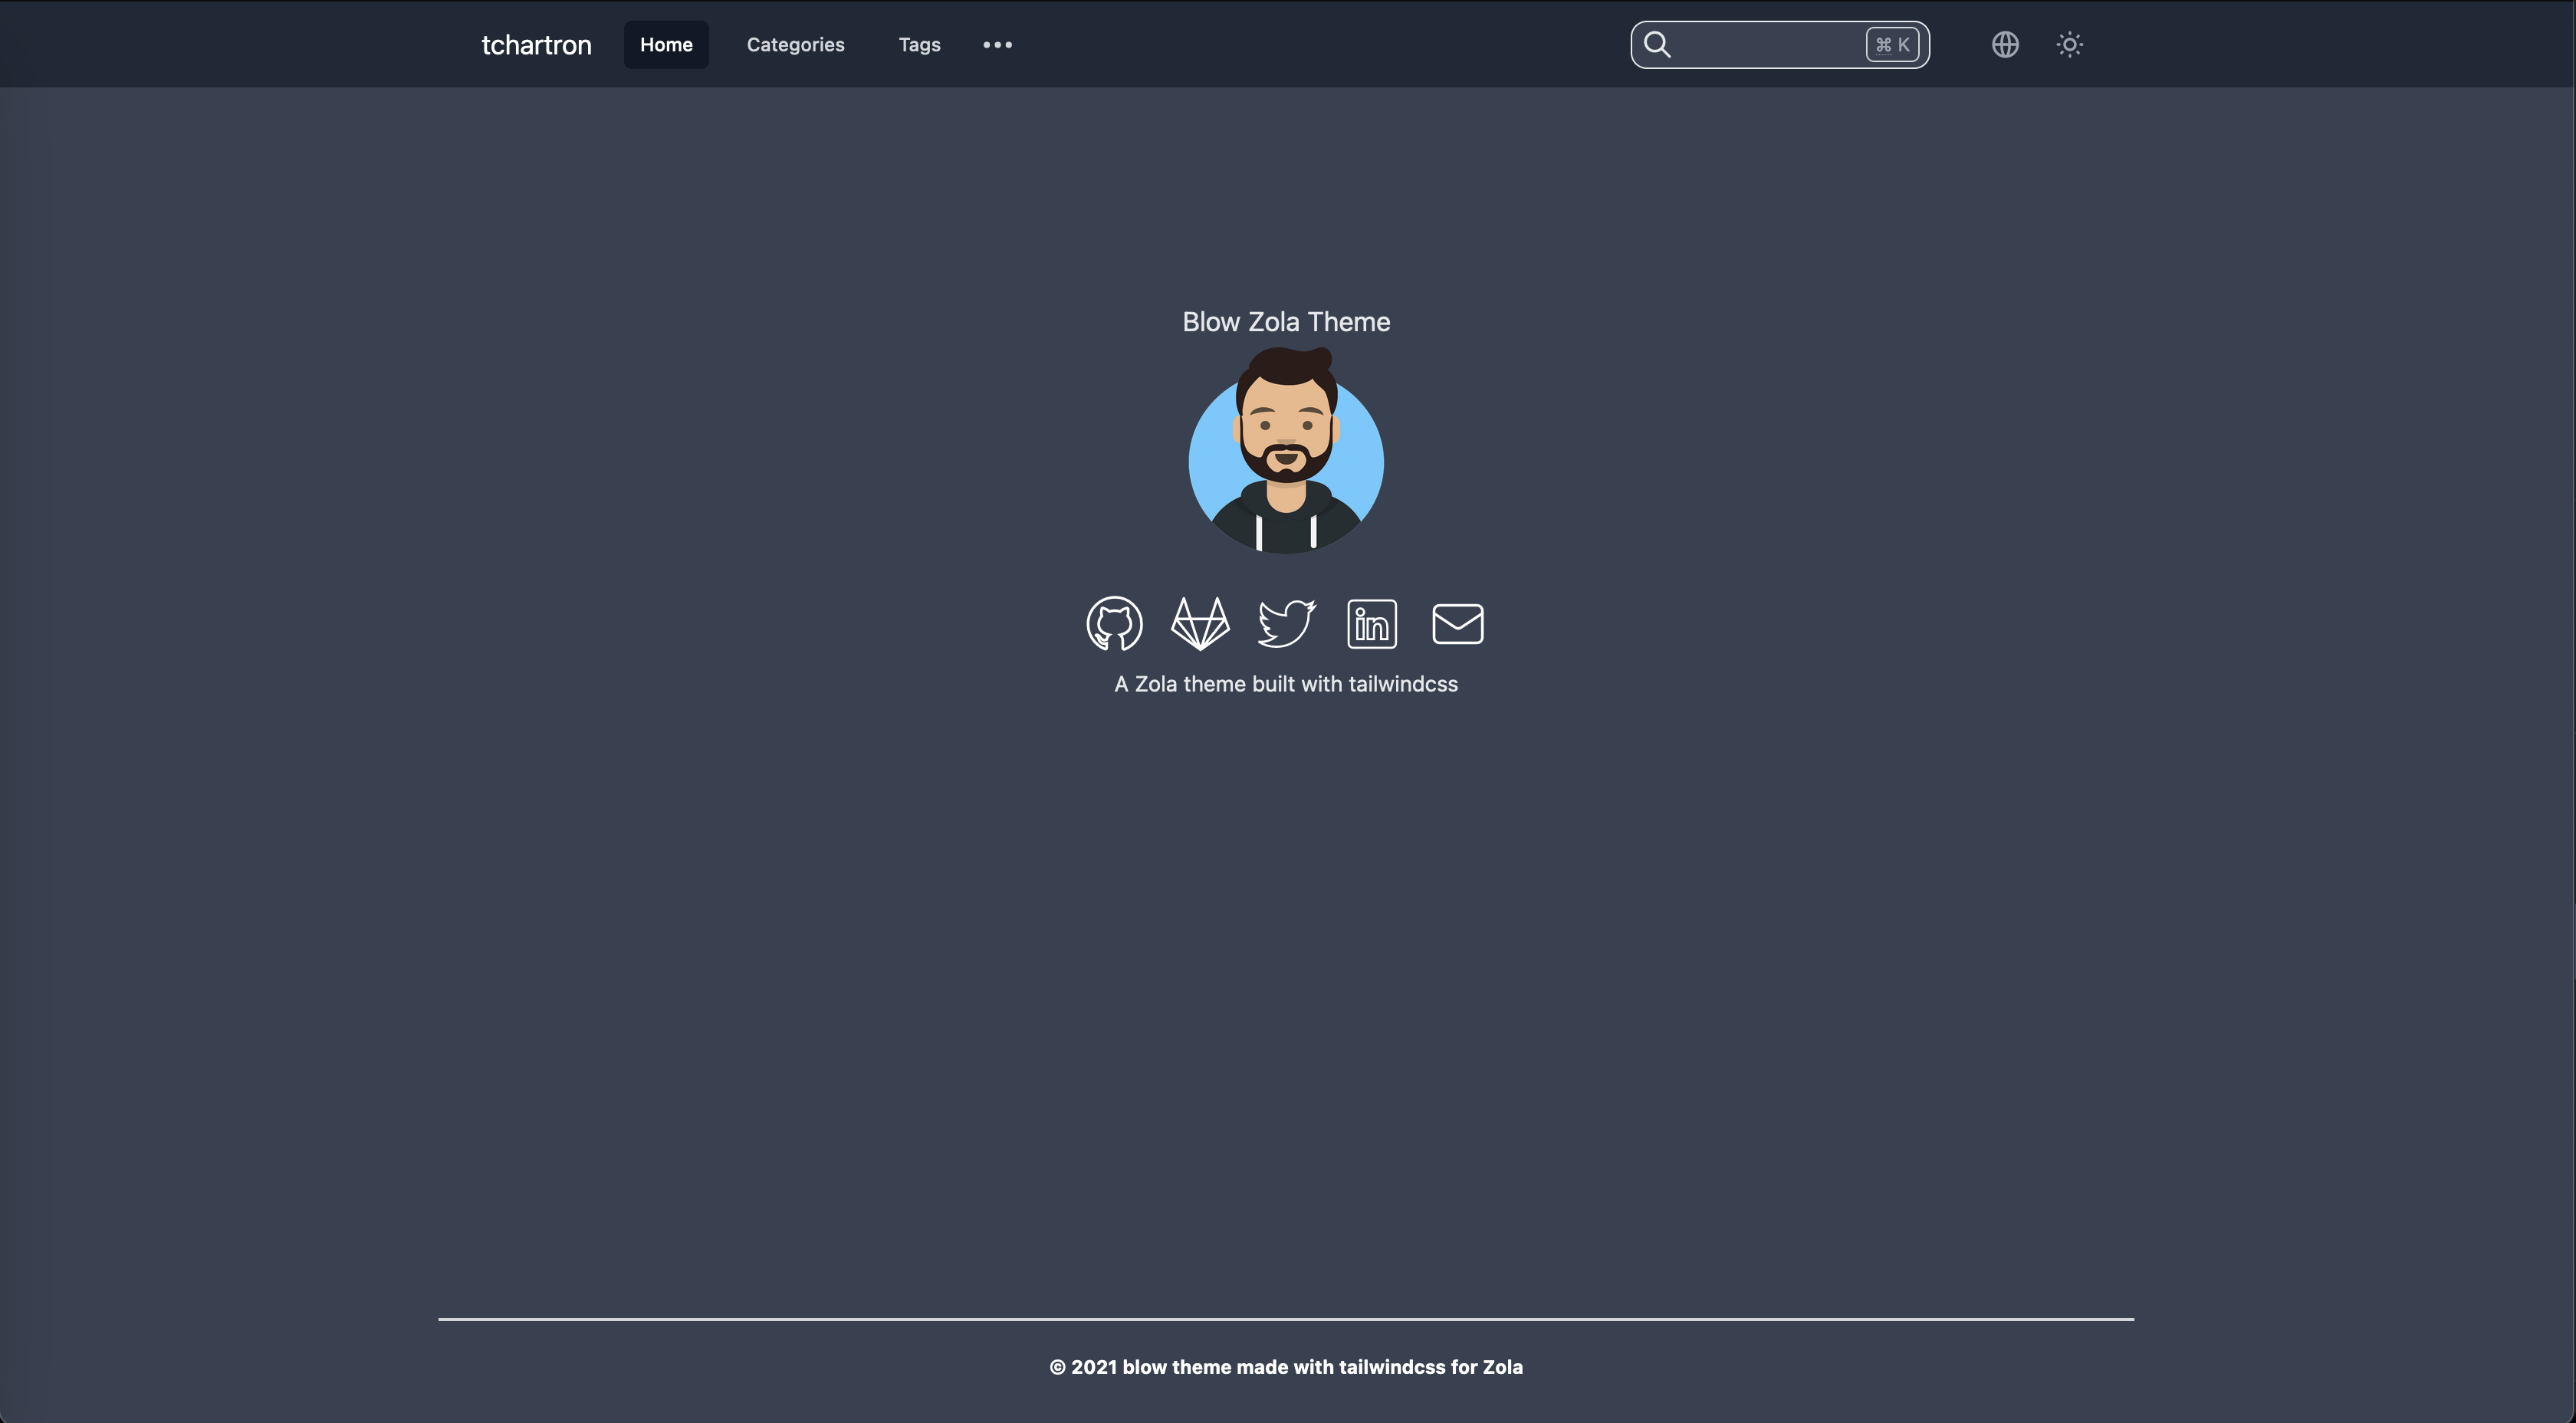 tchartron Home Categories Tags ⌘ K
Blow Zola Theme
in
A Zola theme built with tailwindcss
© 2021 blow theme made with tailwindcss for Zola